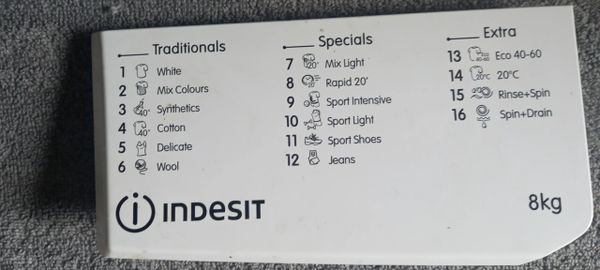 Traditionals
1 White
2 Mix Colours
3 40° Synthetics
4 40° Cotton
5 Delicate
6 Wool
Specials
7 20° Mix Light
8 20' Rapid 20'
9 Sport Intensive
10 Sport Light
11 Sport Shoes
12 Jeans
Extra
13 40-60 Eco 40-60
14 20°C 20°C
15 Rinse+Spin
16 Spin+Drain
INDESIT
8kg